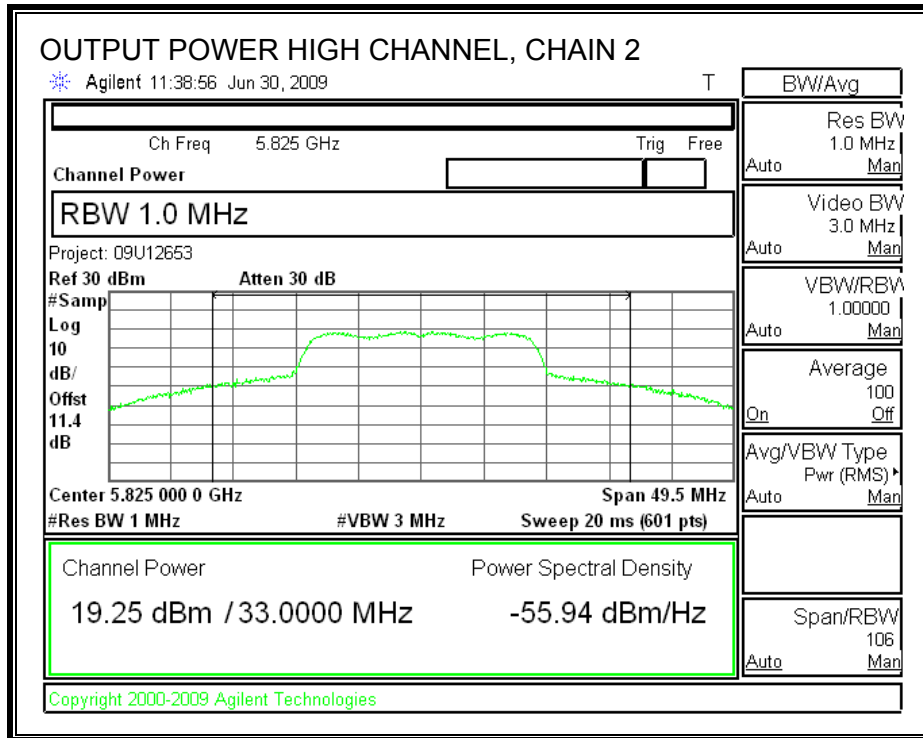 OUTPUT POWER HIGH CHANNEL, CHAIN 2
Agilent 11:38:56 Jun 30, 2009 T
Ch Freq 5.825 GHz Trig Free
Channel Power
RBW 1.0 MHz
Project: 09U12653
Ref 30 dBm Atten 30 dB
#Samp
Log
10
dB/
Offst
11.4
dB
Center 5.825 000 0 GHz Span 49.5 MHz
#Res BW 1 MHz #VBW 3 MHz Sweep 20 ms (601 pts)
Channel Power Power Spectral Density
19.25 dBm / 33.0000 MHz -55.94 dBm/Hz
Copyright 2000-2009 Agilent Technologies
BW/Avg
Res BW
1.0 MHz
Auto Man
Video BW
3.0 MHz
Auto Man
VBW/RBW
1.00000
Auto Man
Average
100
On Off
Avg/VBW Type
Pwr (RMS)
Auto Man
Span/RBW
106
Auto Man